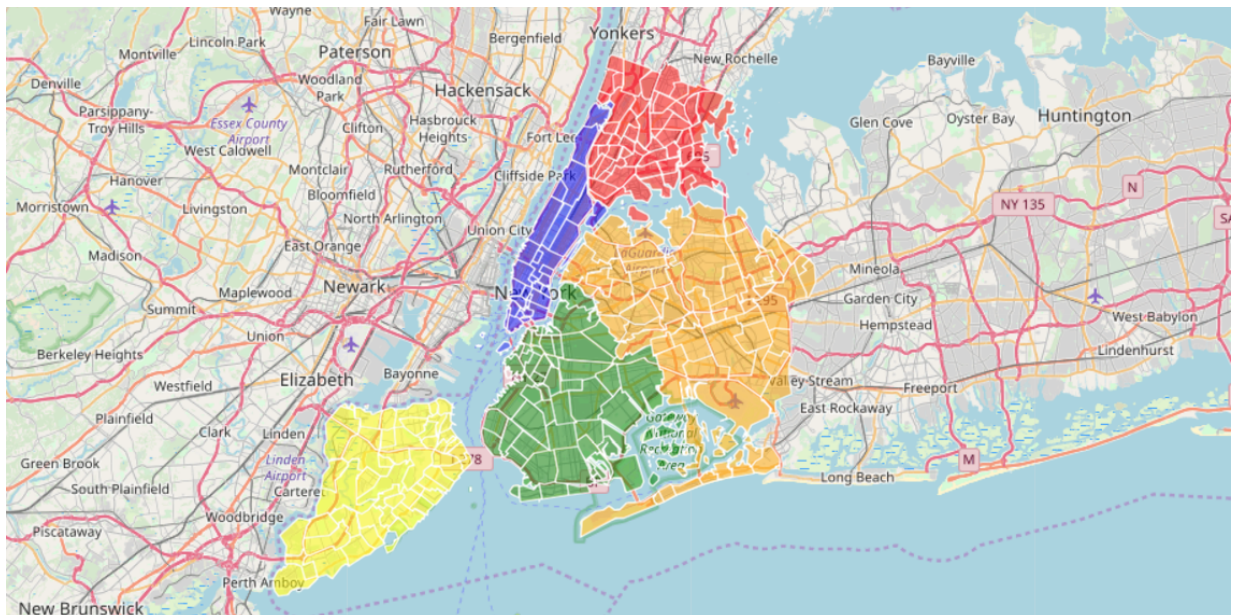 Wayne
Fair Lawn
Yonkers
Lincoln Park
Bergenfield
Montville
Paterson
New Rochelle
Bayville
Denville
Woodland
Park
Hackensack
Oyster Bay
Huntington
Parsippany-
Troy Hills
Essex County
Airport
Clifton
Hasbrouck
Heights
Fort Lee
Glen Cove
West Caldwell
Montclair
Rutherford
Cliffside Park
Hanover
Bloomfield
N
Morristown
Livingston
North Arlington
NY 135
Madison
East Orange
Union City
Airport
Mineola
Maplewood
Newark
New York
Garden City
Summit
Union
Hempstead
West Babylon
Berkeley Heights
Lindenhurst
Elizabeth
Bayonne
Valley Stream
Freeport
Westfield
East Rockaway
Plainfield
Clark
Linden
Green Brook
Linden
Airport
278
M
Long Beach
South Plainfield
Carteret
Woodbridge
Piscataway
Perth Amboy
New Brunswick